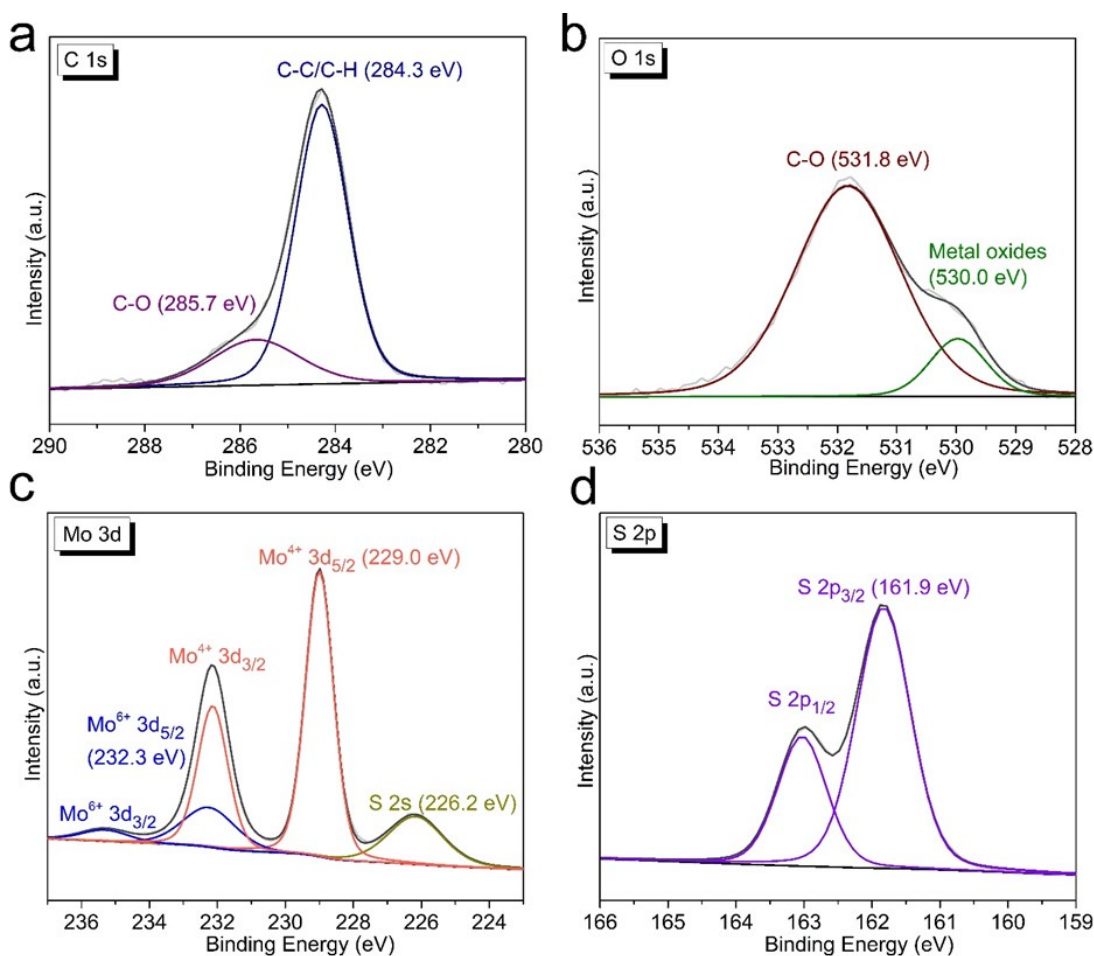 a
C 1s
C-C/C-H (284.3 eV)
C-O (285.7 eV)
Intensity (a.u.)
290 288 286 284 282 280
Binding Energy (eV)
b
O 1s
C-O (531.8 eV)
Metal oxides
(530.0 eV)
Intensity (a.u.)
536 535 534 533 532 531 530 529 528
Binding Energy (eV)
c
Mo 3d
Mo⁴⁺ 3d₅/₂ (229.0 eV)
Mo⁴⁺ 3d₃/₂
Mo⁶⁺ 3d₅/₂
(232.3 eV)
Mo⁶⁺ 3d₃/₂
S 2s (226.2 eV)
Intensity (a.u.)
236 234 232 230 229 226 224
Binding Energy (eV)
d
S 2p
S 2p₃/₂ (161.9 eV)
S 2p₁/₂
Intensity (a.u.)
166 165 164 163 162 161 160 159
Binding Energy (eV)